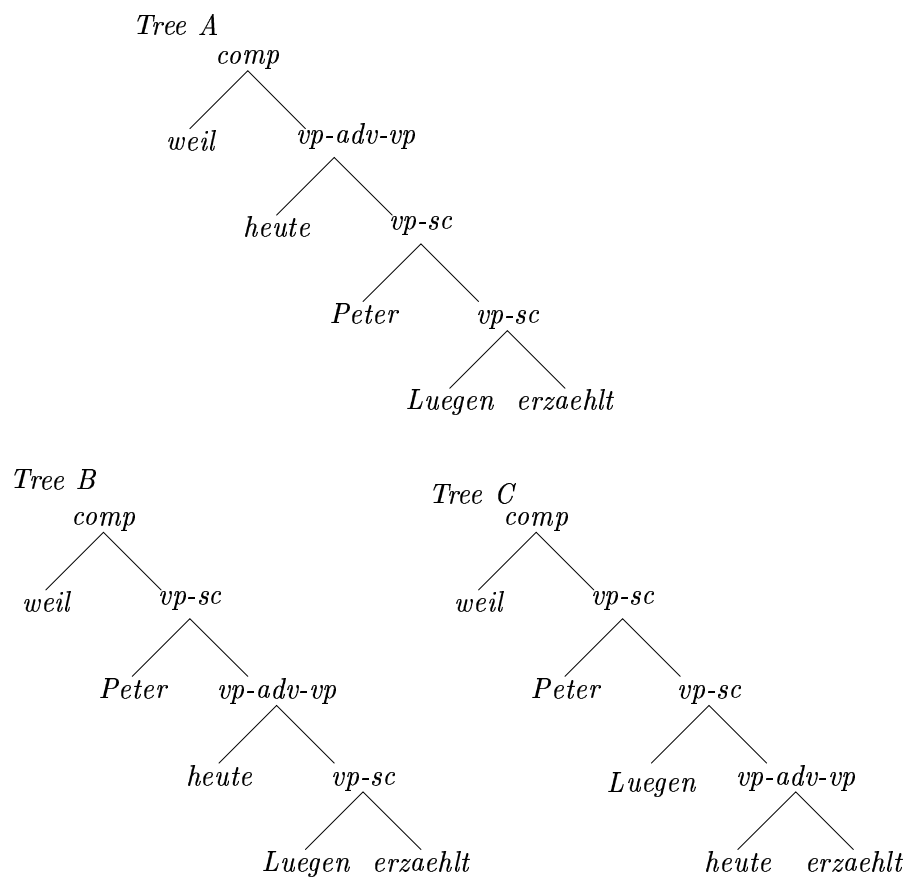 Tree A
comp
weil vp-adv-vp
heute vp-sc
Peter vp-sc
Luegen erzaehlt
Tree B
comp
weil vp-sc
Peter vp-adv-vp
heute vp-sc
Luegen erzaehlt
Tree C
comp
weil vp-sc
Peter vp-sc
Luegen vp-adv-vp
heute erzaehlt